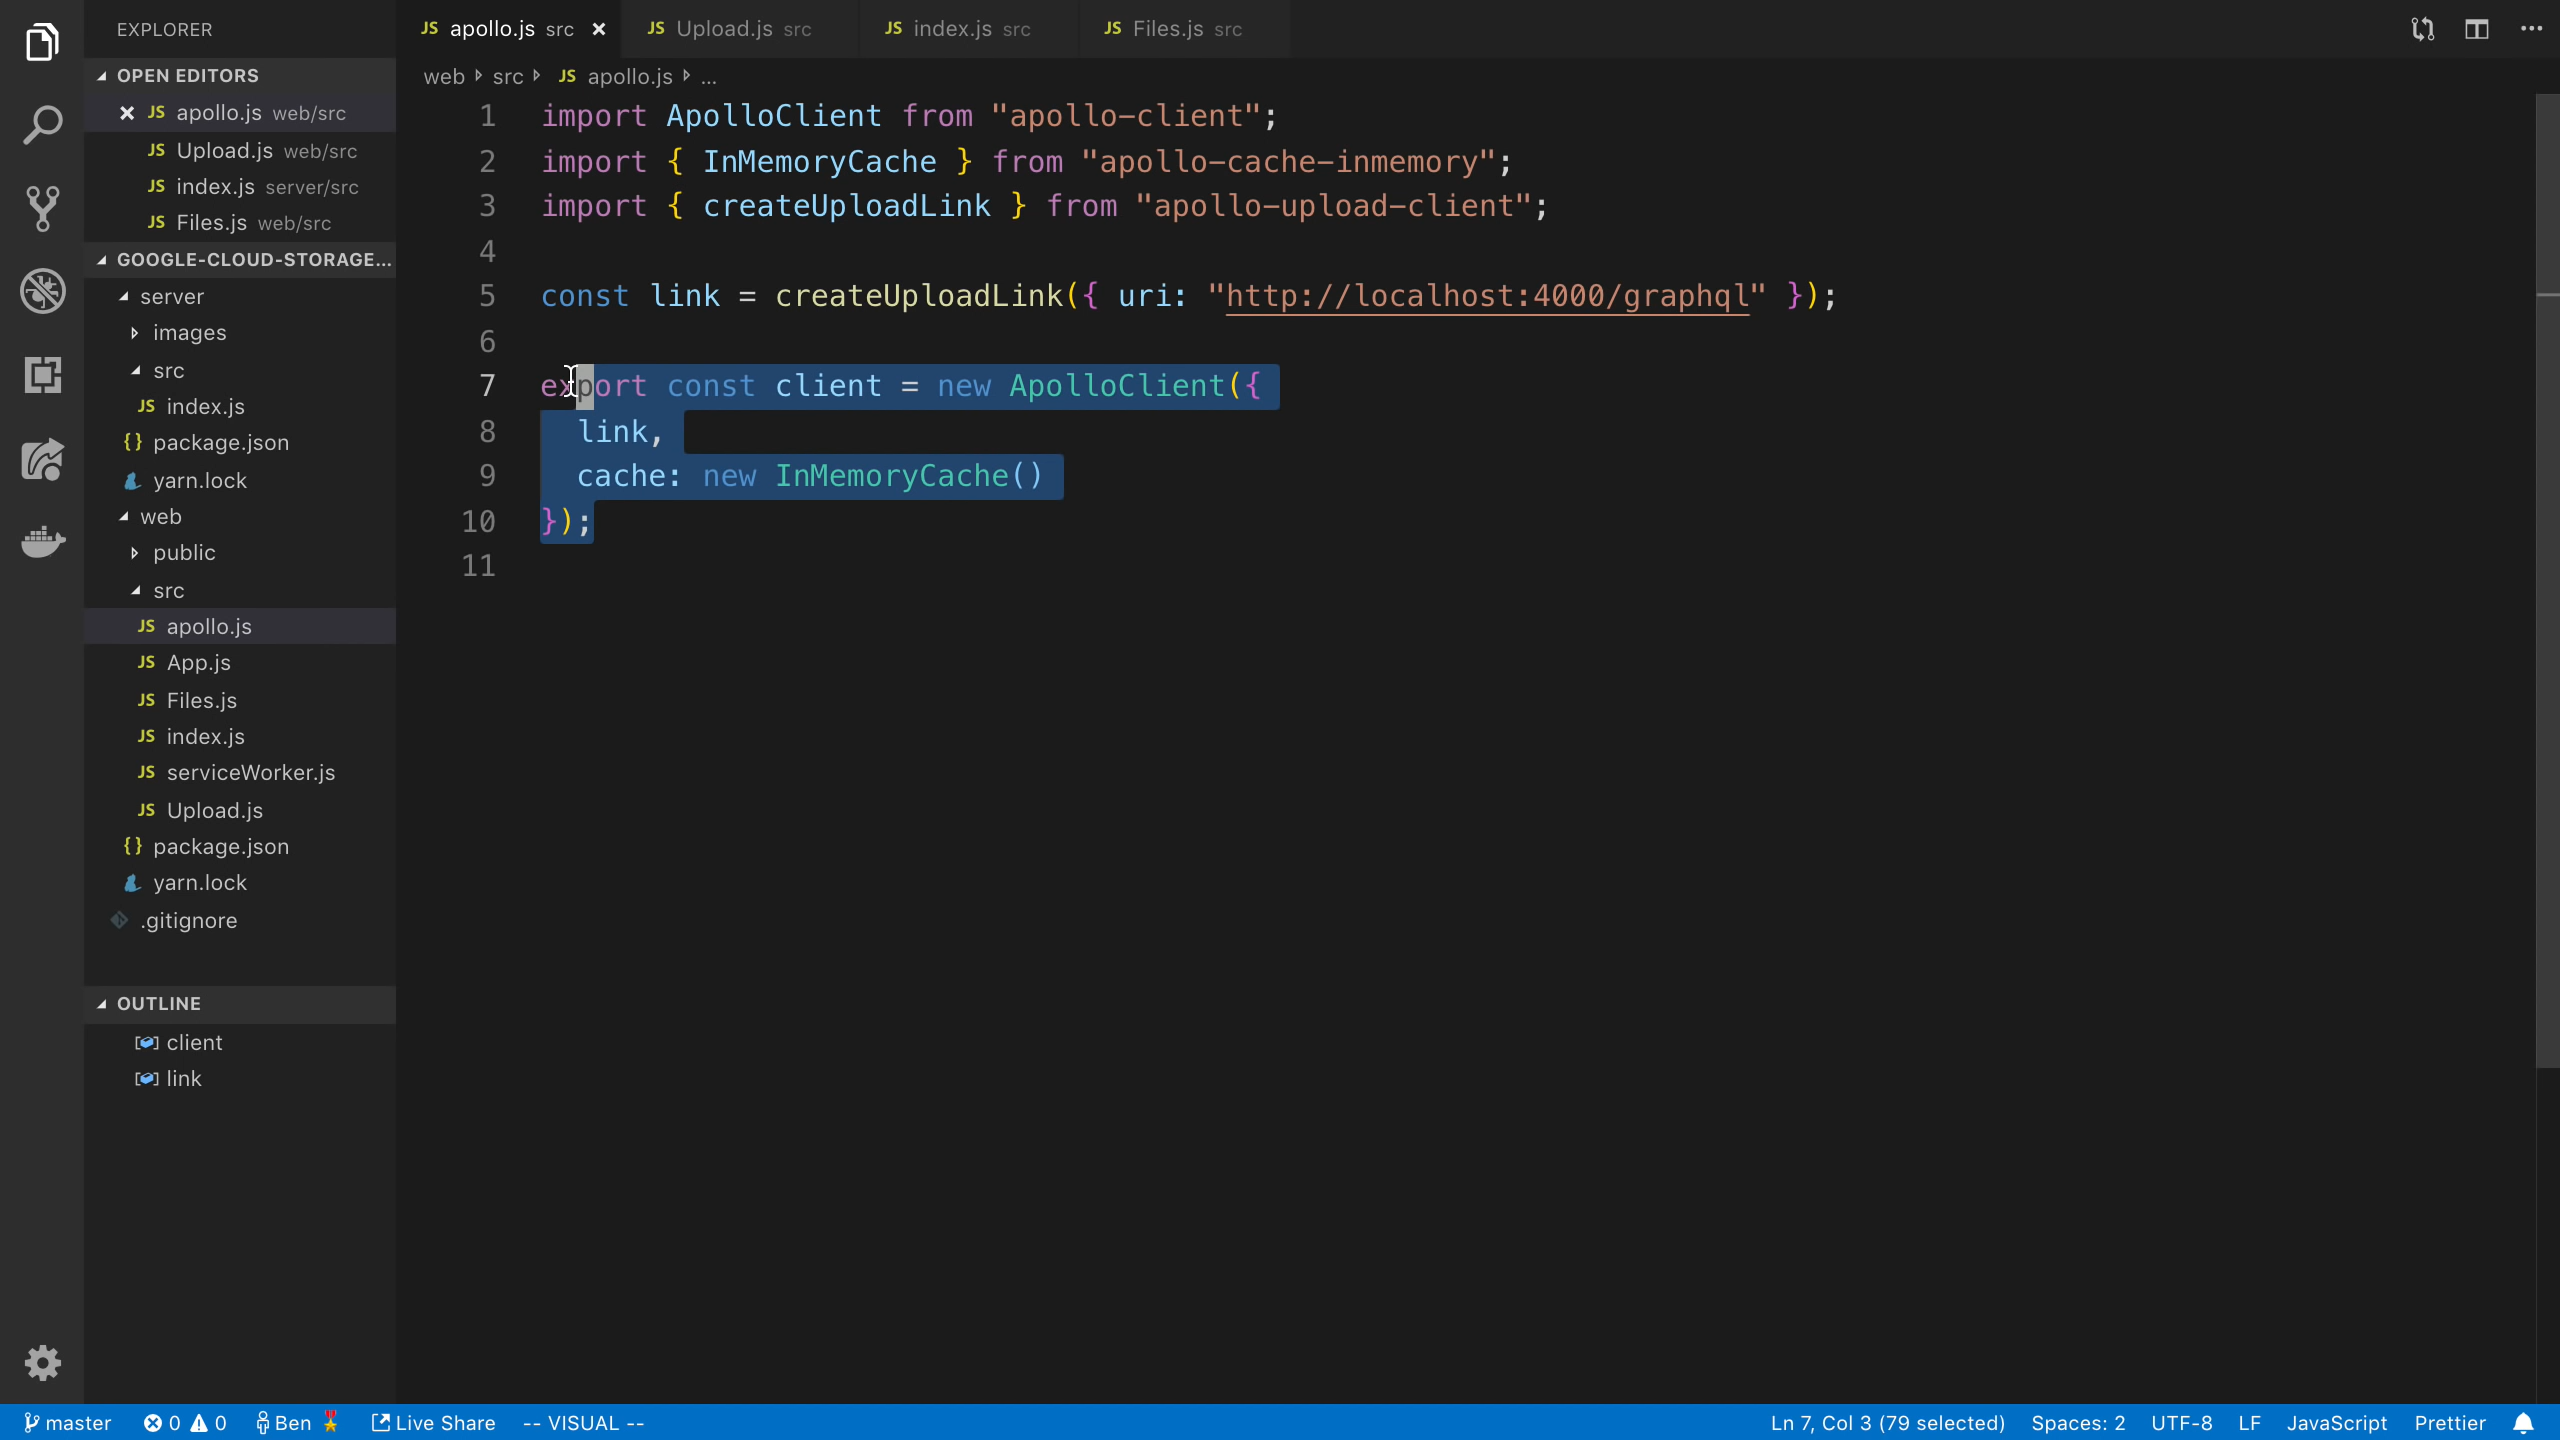 EXPLORER
OPEN EDITORS
JS apollo.js web/src
JS Upload.js web/src
JS index.js server/src
JS Files.js web/src
GOOGLE-CLOUD-STORAGE...
server
images
src
JS index.js
{} package.json
yarn.lock
web
public
src
JS apollo.js
JS App.js
JS Files.js
JS index.js
JS serviceWorker.js
JS Upload.js
{} package.json
yarn.lock
.gitignore
OUTLINE
client
link
JS apollo.js src
JS Upload.js src
JS index.js src
JS Files.js src
web src JS apollo.js ...
1 import ApolloClient from "apollo-client";
2 import { InMemoryCache } from "apollo-cache-inmemory";
3 import { createUploadLink } from "apollo-upload-client";
4
5 const link = createUploadLink({ uri: "http://localhost:4000/graphql" });
6
7 export const client = new ApolloClient({
8 link,
9 cache: new InMemoryCache()
10 });
11
master 0 0 Ben Live Share -- VISUAL -- Ln 7, Col 3 (79 selected) Spaces: 2 UTF-8 LF JavaScript Prettier